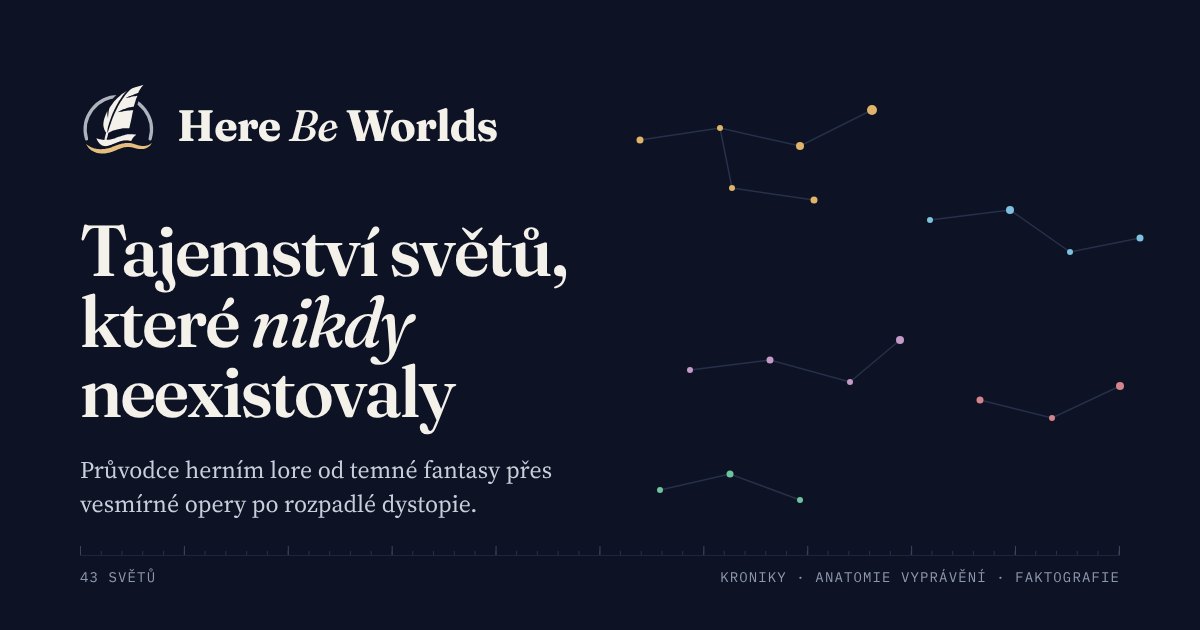 Here Be Worlds
Tajemství světů,
které nikdy
neexistovaly
Průvodce herním lore od temné fantasy přes
vesmírné opery po rozpadlé dystopie.
43 SVĚTŮ
KRONIKY · ANATOMIE VYPRÁVĚNÍ · FAKTOGRAFIE